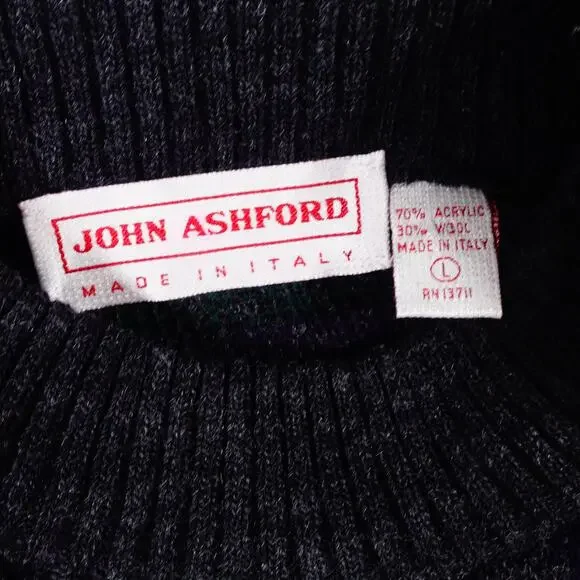 JOHN ASHFORD
MADE IN ITALY
70% ACRYLIC
30% WOOL
MADE IN ITALY
L
RN 13711